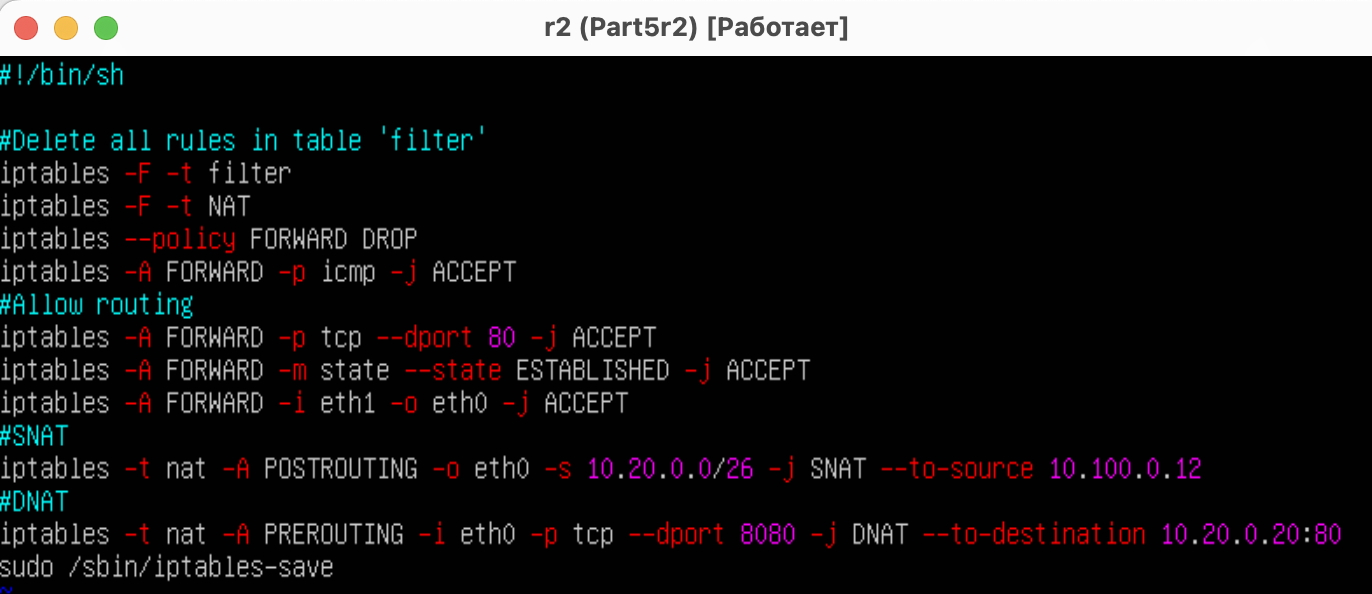 r2 (Part5r2) [Работает]
#!/bin/sh
#Delete all rules in table 'filter'
iptables -F -t filter
iptables -F -t NAT
iptables --policy FORWARD DROP
iptables -A FORWARD -p icmp -j ACCEPT
#Allow routing
iptables -A FORWARD -p tcp --dport 80 -j ACCEPT
iptables -A FORWARD -m state --state ESTABLISHED -j ACCEPT
iptables -A FORWARD -i eth1 -o eth0 -j ACCEPT
#SNAT
iptables -t nat -A POSTROUTING -o eth0 -s 10.20.0.0/26 -j SNAT --to-source 10.100.0.12
#DNAT
iptables -t nat -A PREROUTING -i eth0 -p tcp --dport 8080 -j DNAT --to-destination 10.20.0.20:80
sudo /sbin/iptables-save
~